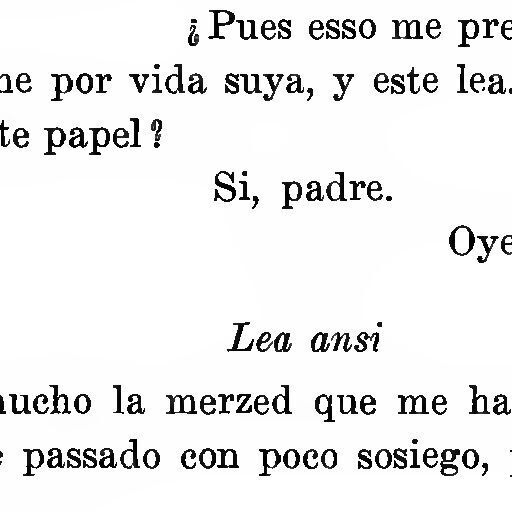 ¿Pues esso me pre
ne por vida suya, y este lea.
te papel?
Si, padre.
Oye
Lea ansi
mucho la merzed que me ha
e passado con poco sosiego,